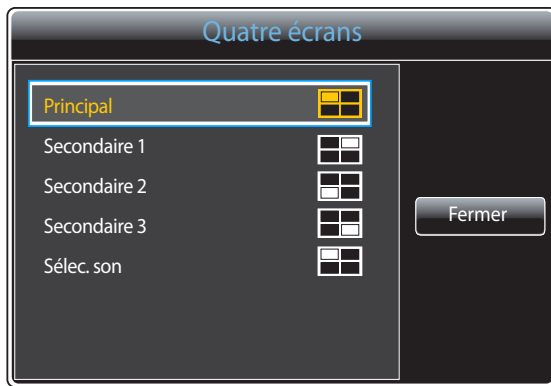 Quatre écrans
Principal
Secondaire 1
Secondaire 2
Secondaire 3
Sélec. son
Fermer